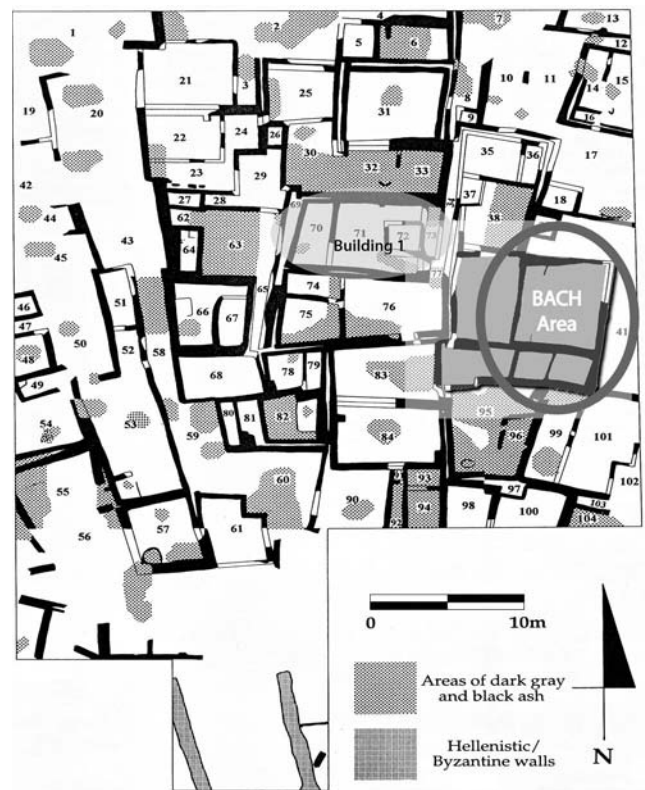 4 7 13
1 2 5 6 12
21 3 25 31 10 11 14 15
19 20 8 9 16
22 24 26 35 36 17
23 30 32 33
42 27 28 29 37 18
44 62 69 34 38
43 63 70 71 72 73
45 64 Building 1
65 77
46 51 66 67 74 BACH
47 50 52 58 75 76 Area 41
48 49 68 78 79 83
54 53 59 80 81 82 84 95 96 99 101
55 60 93 97 102
56 57 61 90 92 94 98 100 103
104
0 10m
Areas of dark gray
and black ash
Hellenistic/
Byzantine walls
N